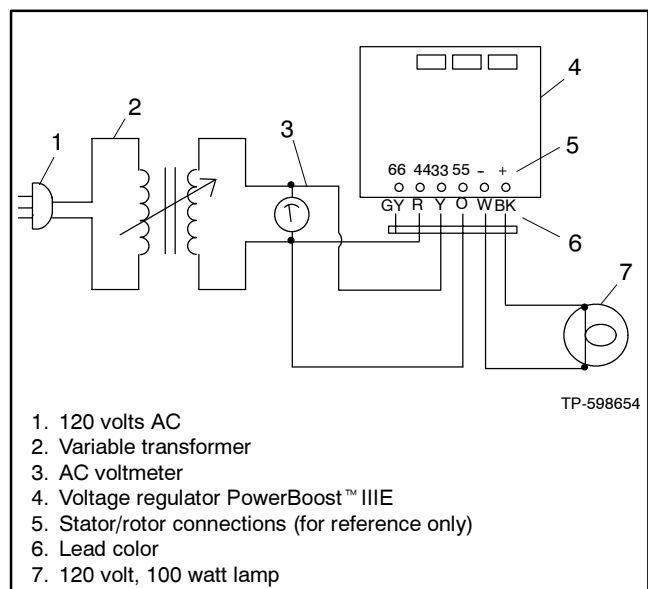 4
2
1
3
5
66 44 33 55 - +
GY R Y O W BK
6
7
TP-598654
1. 120 volts AC
2. Variable transformer
3. AC voltmeter
4. Voltage regulator PowerBoost™ IIIE
5. Stator/rotor connections (for reference only)
6. Lead color
7. 120 volt, 100 watt lamp